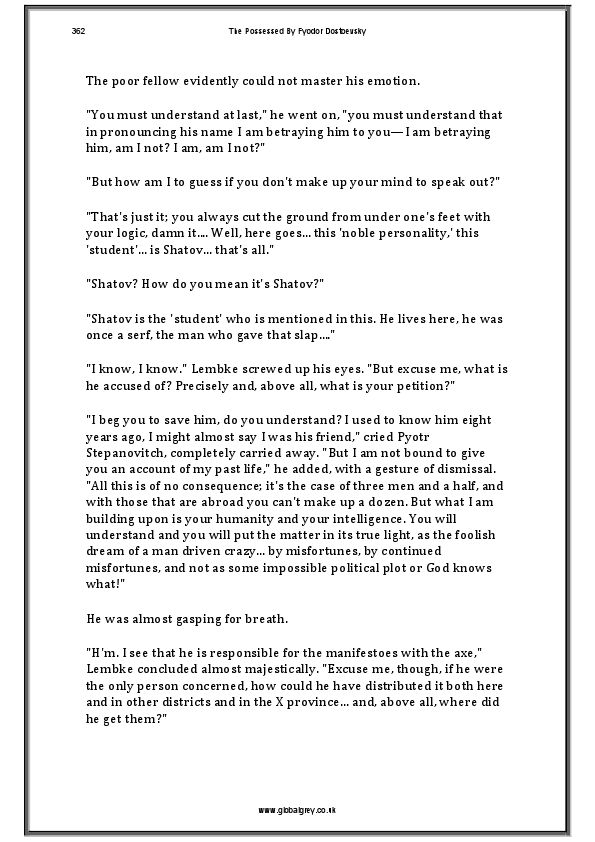 362
The Possessed By Fyodor Dostoevsky
The poor fellow evidently could not master his emotion.
"You must understand at last," he went on, "you must understand that
in pronouncing his name I am betraying him to you—I am betraying
him, am I not? I am, am I not?"
"But how am I to guess if you don't make up your mind to speak out?"
"That's just it; you always cut the ground from under one's feet with
your logic, damn it.... Well, here goes... this 'noble personality,' this
'student'... is Shatov... that's all."
"Shatov? How do you mean it's Shatov?"
"Shatov is the 'student' who is mentioned in this. He lives here, he was
once a serf, the man who gave that slap...."
"I know, I know." Lembke screwed up his eyes. "But excuse me, what is
he accused of? Precisely and, above all, what is your petition?"
"I beg you to save him, do you understand? I used to know him eight
years ago, I might almost say I was his friend," cried Pyotr
Stepanovitch, completely carried away. "But I am not bound to give
you an account of my past life," he added, with a gesture of dismissal.
"All this is of no consequence; it's the case of three men and a half, and
with those that are abroad you can't make up a dozen. But what I am
building upon is your humanity and your intelligence. You will
understand and you will put the matter in its true light, as the foolish
dream of a man driven crazy... by misfortunes, by continued
misfortunes, and not as some impossible political plot or God knows
what!"
He was almost gasping for breath.
"H'm. I see that he is responsible for the manifestoes with the axe,"
Lembke concluded almost majestically. "Excuse me, though, if he were
the only person concerned, how could he have distributed it both here
and in other districts and in the X province... and, above all, where did
he get them?"
www.globalgrey.co.uk